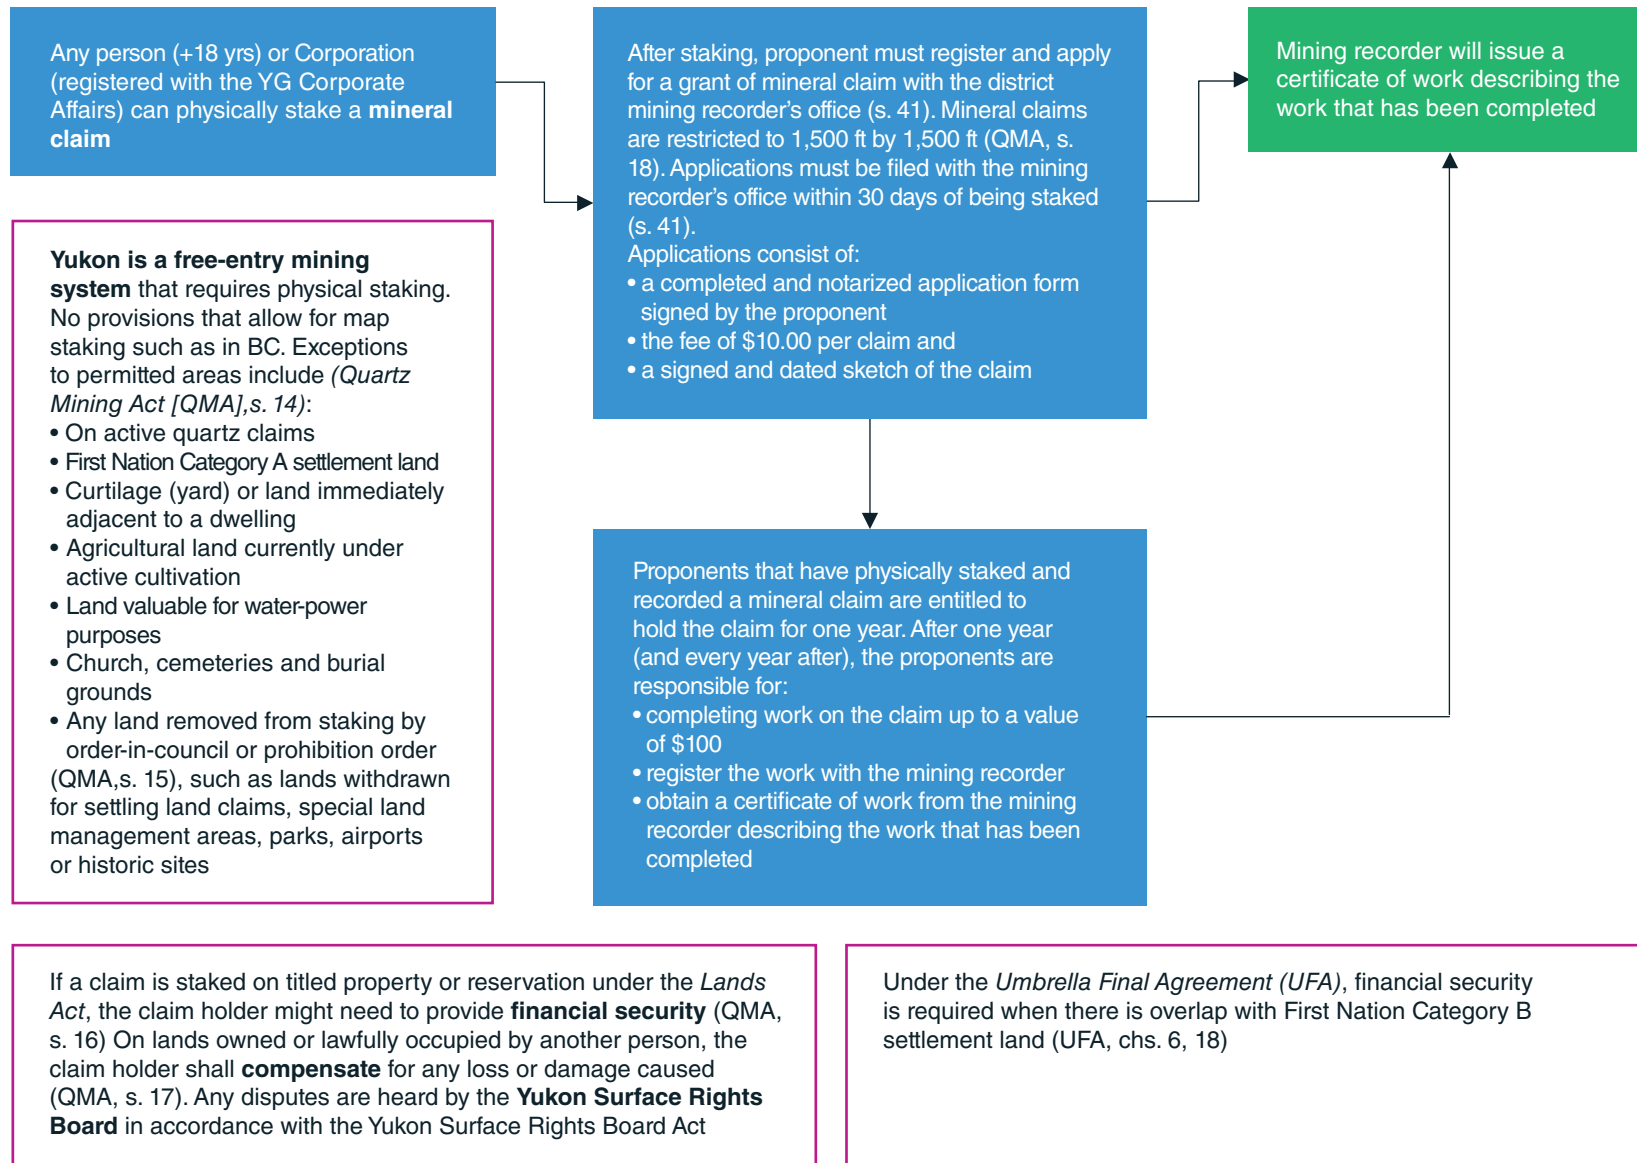 Any person (+18 yrs) or Corporation
(registered with the YG Corporate
Affairs) can physically stake a mineral
claim
After staking, proponent must register and apply
for a grant of mineral claim with the district
mining recorder’s office (s. 41). Mineral claims
are restricted to 1,500 ft by 1,500 ft (QMA, s.
18). Applications must be filed with the mining
recorder’s office within 30 days of being staked
(s. 41).
Applications consist of:
• a completed and notarized application form
signed by the proponent
• the fee of $10.00 per claim and
• a signed and dated sketch of the claim
Mining recorder will issue a
certificate of work describing the
work that has been completed
Yukon is a free-entry mining
system that requires physical staking.
No provisions that allow for map
staking such as in BC. Exceptions
to permitted areas include (Quartz
Mining Act [QMA],s. 14):
• On active quartz claims
• First Nation Category A settlement land
• Curtilage (yard) or land immediately
adjacent to a dwelling
• Agricultural land currently under
active cultivation
• Land valuable for water-power
purposes
• Church, cemeteries and burial
grounds
• Any land removed from staking by
order-in-council or prohibition order
(QMA,s. 15), such as lands withdrawn
for settling land claims, special land
management areas, parks, airports
or historic sites
Proponents that have physically staked and
recorded a mineral claim are entitled to
hold the claim for one year. After one year
(and every year after), the proponents are
responsible for:
• completing work on the claim up to a value
of $100
• register the work with the mining recorder
• obtain a certificate of work from the mining
recorder describing the work that has been
completed
If a claim is staked on titled property or reservation under the Lands
Act, the claim holder might need to provide financial security (QMA,
s. 16) On lands owned or lawfully occupied by another person, the
claim holder shall compensate for any loss or damage caused
(QMA, s. 17). Any disputes are heard by the Yukon Surface Rights
Board in accordance with the Yukon Surface Rights Board Act
Under the Umbrella Final Agreement (UFA), financial security
is required when there is overlap with First Nation Category B
settlement land (UFA, chs. 6, 18)